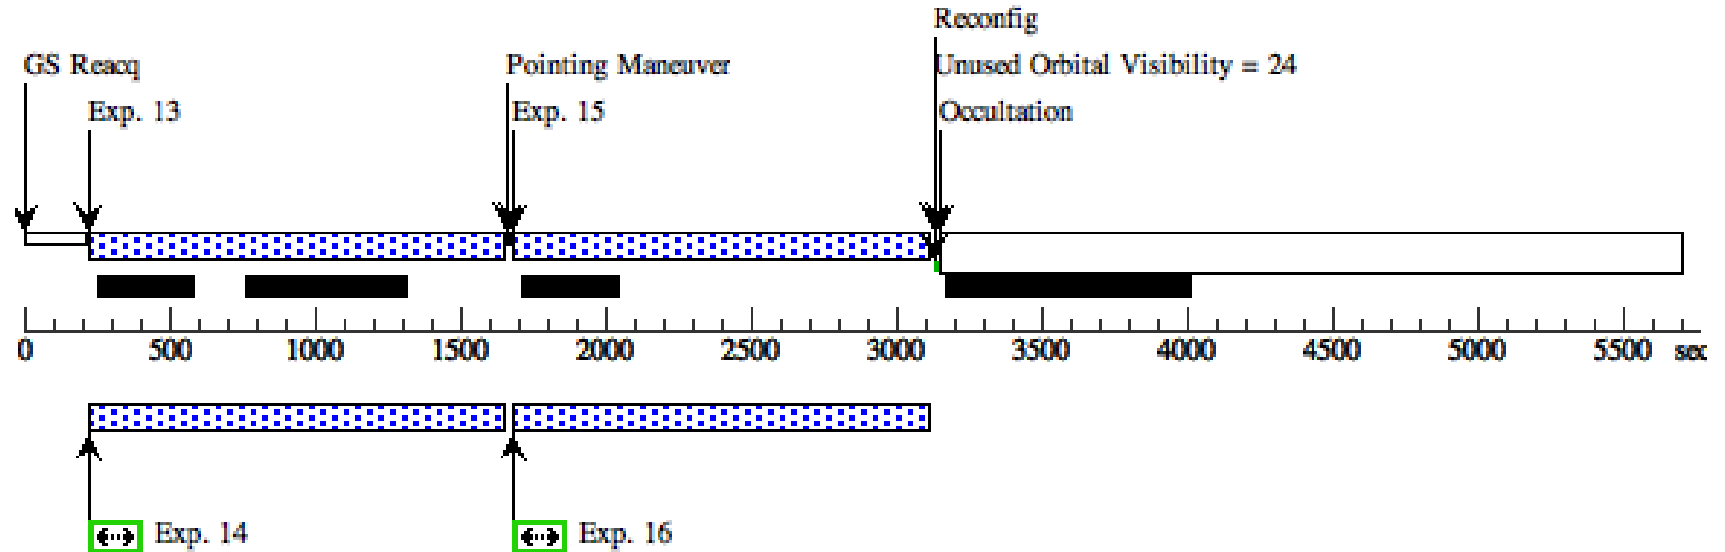 Reconfig
GS Reacq Pointing Maneuver Unused Orbital Visibility = 24
Exp. 13 Exp. 15 Occultation
0 500 1000 1500 2000 2500 3000 3500 4000 4500 5000 5500 sec
Exp. 14 Exp. 16